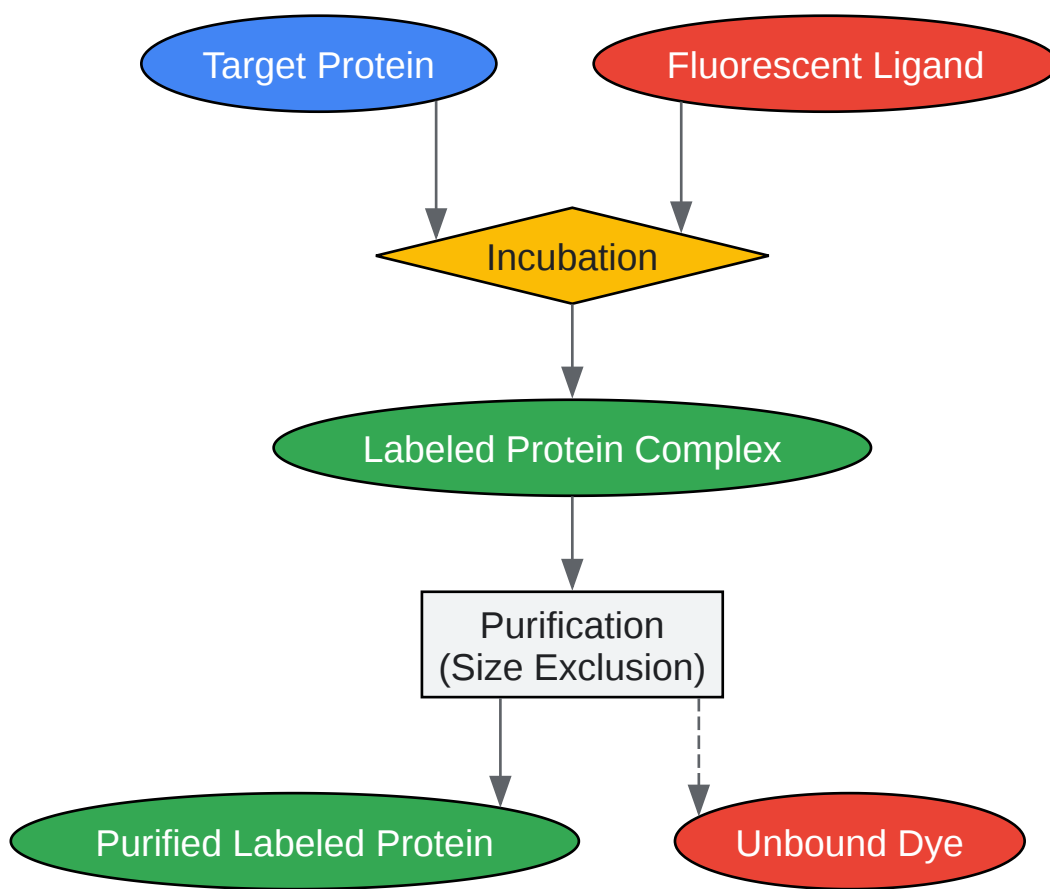 Target Protein
Fluorescent Ligand
Incubation
Labeled Protein Complex
Purification
(Size Exclusion)
Purified Labeled Protein
Unbound Dye